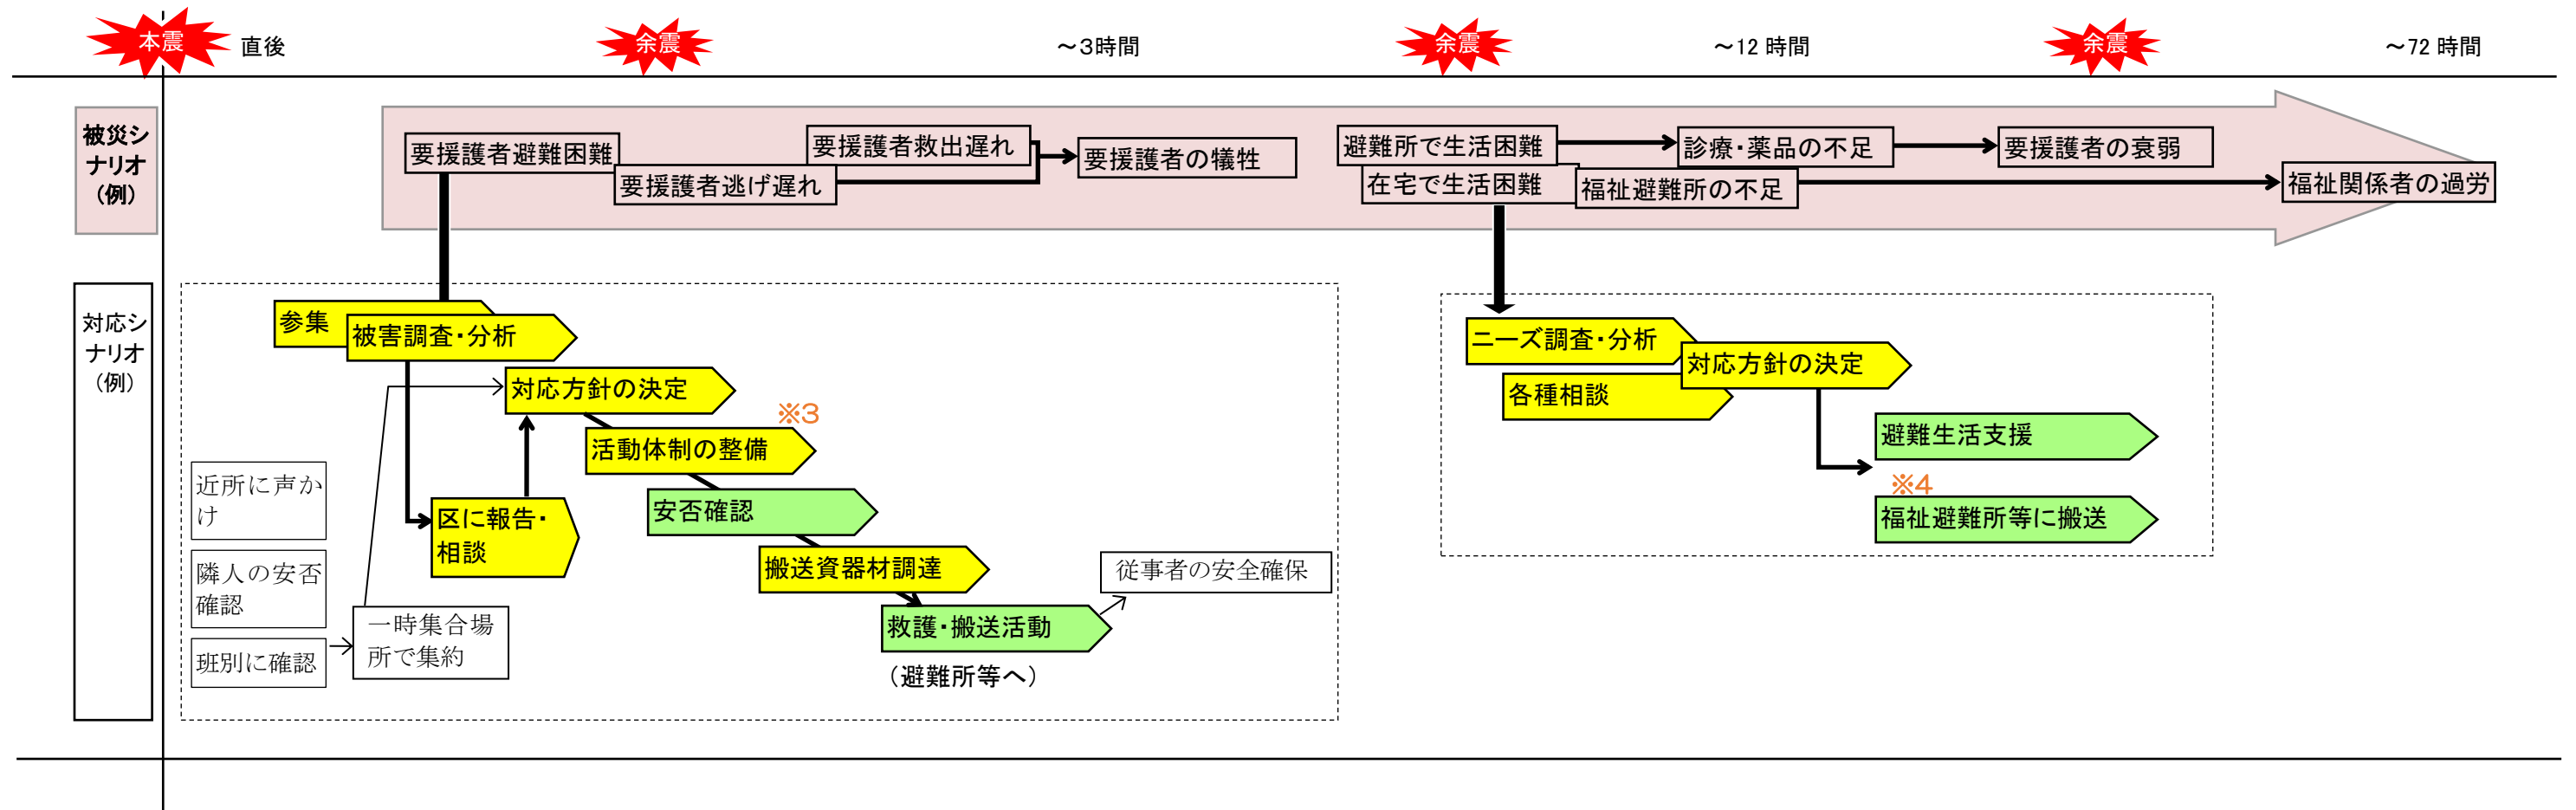 本震
直後
余震
～3時間
余震
～12 時間
余震
～72 時間
被災シ
ナリオ
（例）
要援護者避難困難
要援護者逃げ遅れ
要援護者救出遅れ
要援護者の犠牲
避難所で生活困難
在宅で生活困難
診療・薬品の不足
福祉避難所の不足
要援護者の衰弱
福祉関係者の過労
対応シ
ナリオ
（例）
参集
被害調査・分析
対応方針の決定
※3
活動体制の整備
近所に声か
け
区に報告・
相談
安否確認
隣人の安否
確認
搬送資器材調達
従事者の安全確保
班別に確認
一時集合場
所で集約
救護・搬送活動
（避難所等へ）
ニーズ調査・分析
対応方針の決定
各種相談
避難生活支援
※4
福祉避難所等に搬送